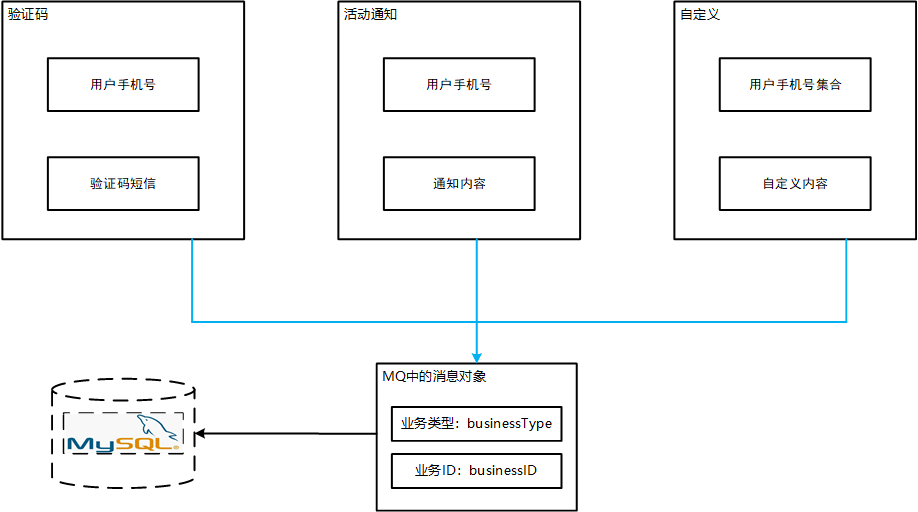 验证码
活动通知
自定义
用户手机号
用户手机号
用户手机号集合
验证码短信
通知内容
自定义内容
MQ中的消息对象
业务类型：businessType
MySQL®
业务ID：businessID